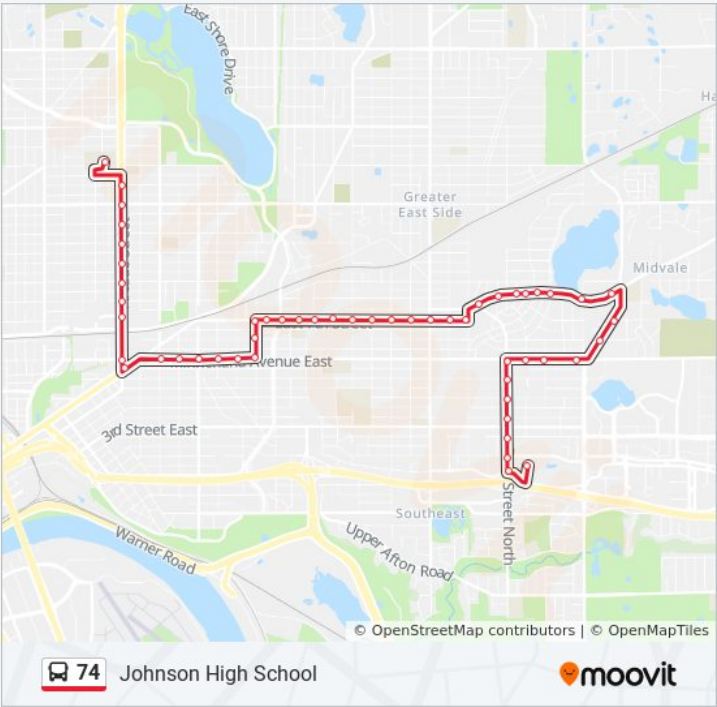 East Shore Drive
Ha
Greater
East Side
Midvale
Avenue East
3rd Street East
Street North
Southeast
Warner Road
Upper Afton Road
© OpenStreetMap contributors | © OpenMapTiles
74 Johnson High School
moovit